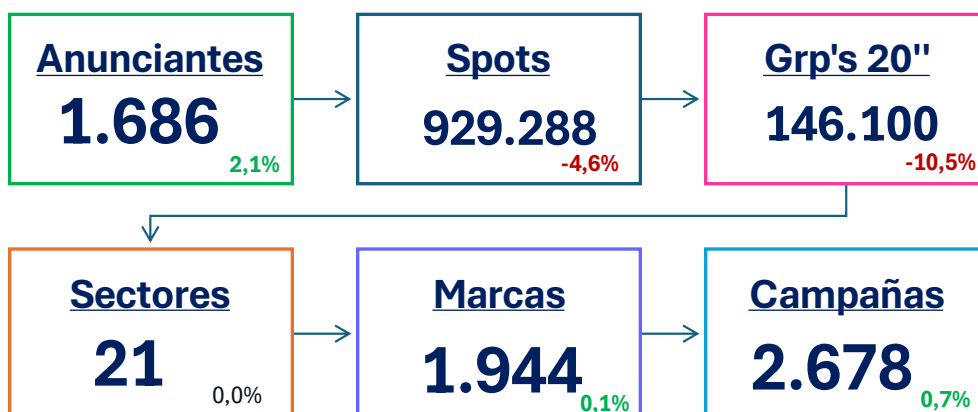 Anunciantes
1.686
2,1%
Spots
929.288
-4,6%
Grp's 20"
146.100
-10,5%
Sectores
21
0,0%
Marcas
1.944
0,1%
Campañas
2.678
0,7%